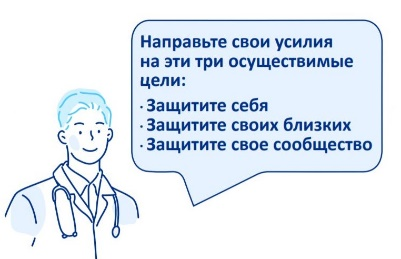 Направьте свои усилия
на эти три осуществимые
цели:
· Защитите себя
· Защитите своих близких
· Защитите свое сообщество